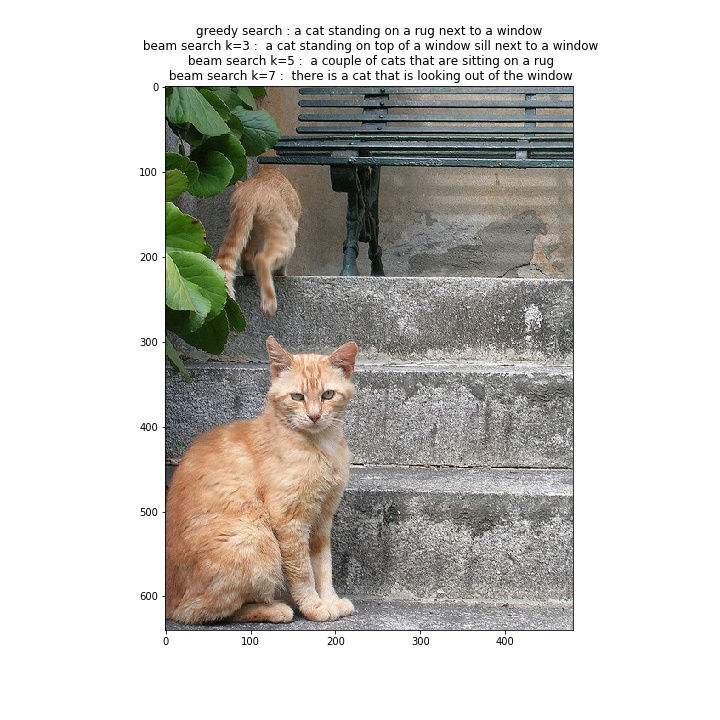 greedy search : a cat standing on a rug next to a window
beam search k=3 :  a cat standing on top of a window sill next to a window
beam search k=5 :  a couple of cats that are sitting on a rug
beam search k=7 :  there is a cat that is looking out of the window
0
100
200
300
400
500
600
0 100 200 300 400